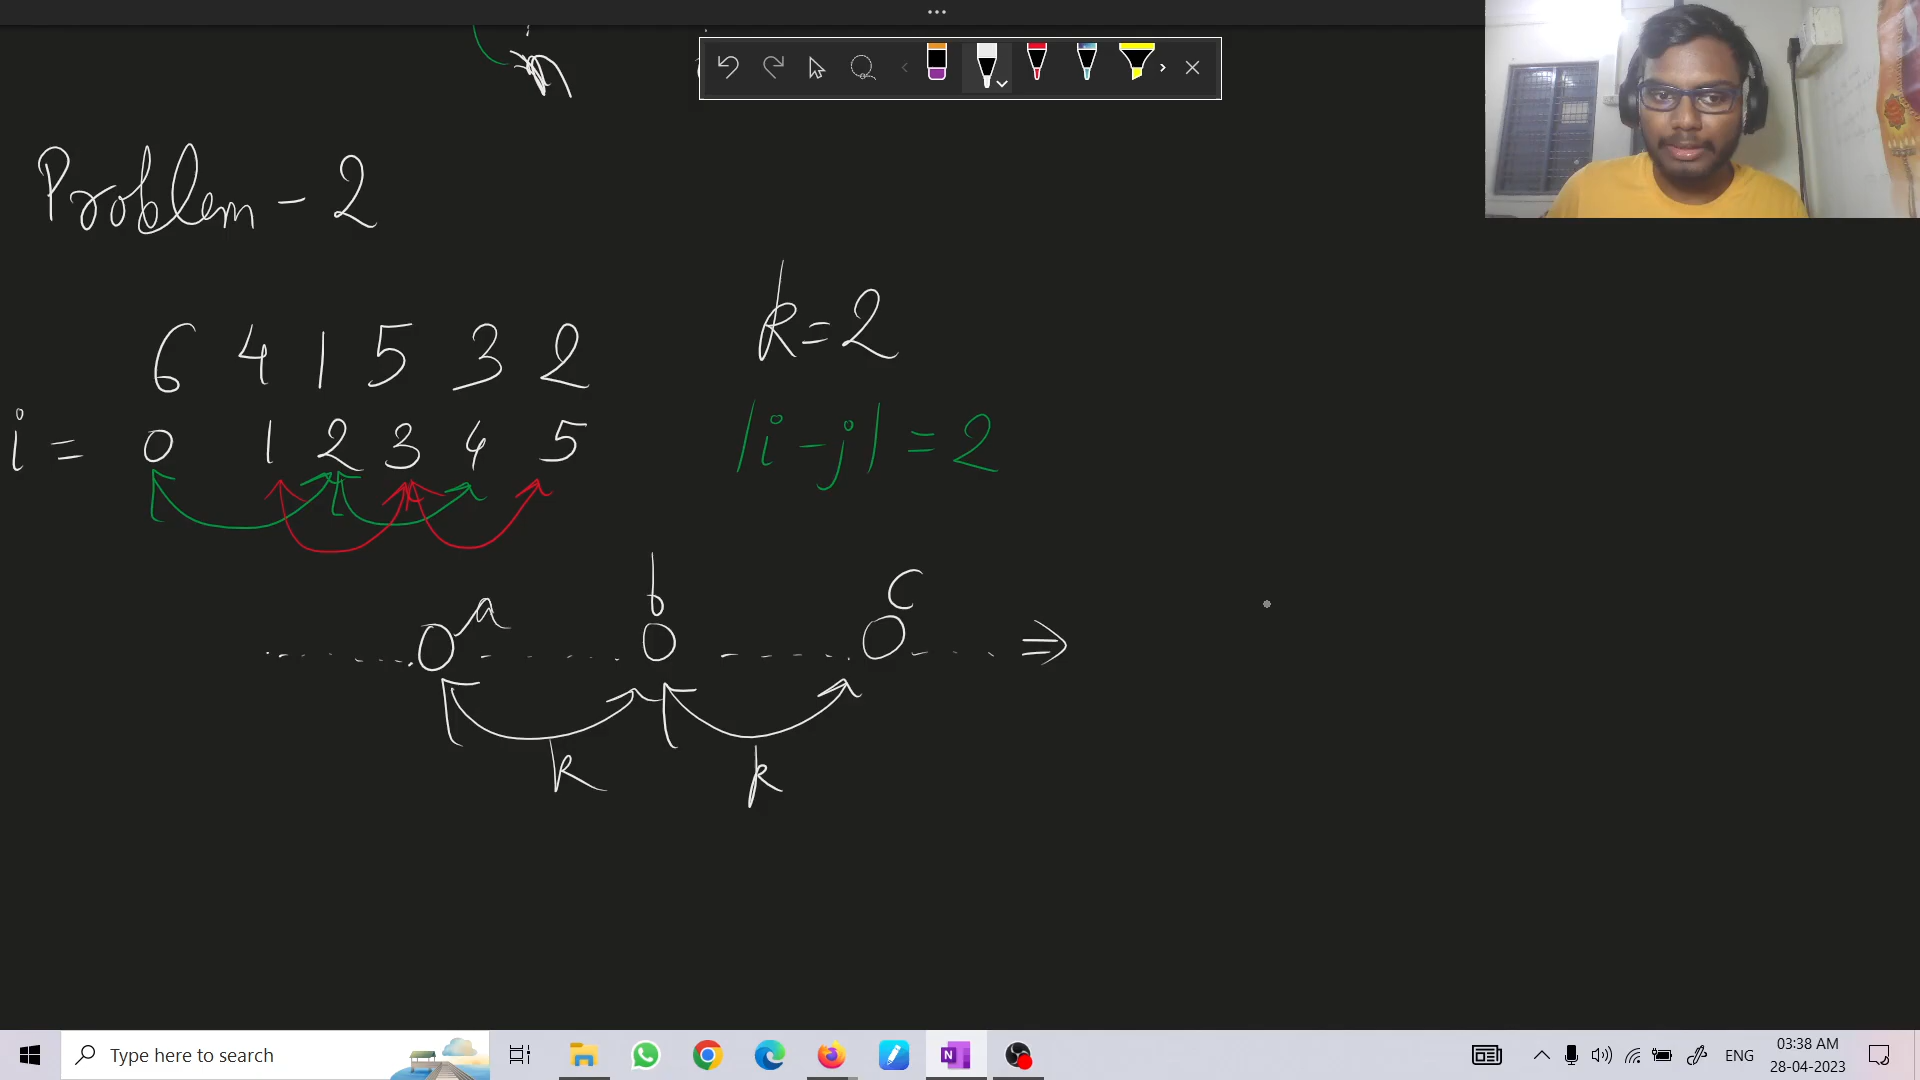 n
Problem - 2
6 4 1 5 3 2
k = 2
i = 0 1 2 3 4 5
|i - j| = 2
a b c
O O O ⇒
k k
Type here to search
ENG
03:38 AM
28-04-2023